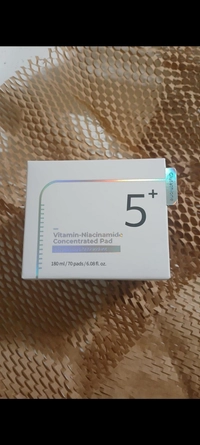 5+
Vitamin-Niacinamide
Concentrated Pad
180 ml / 70 pads / 6.08 fl. oz.